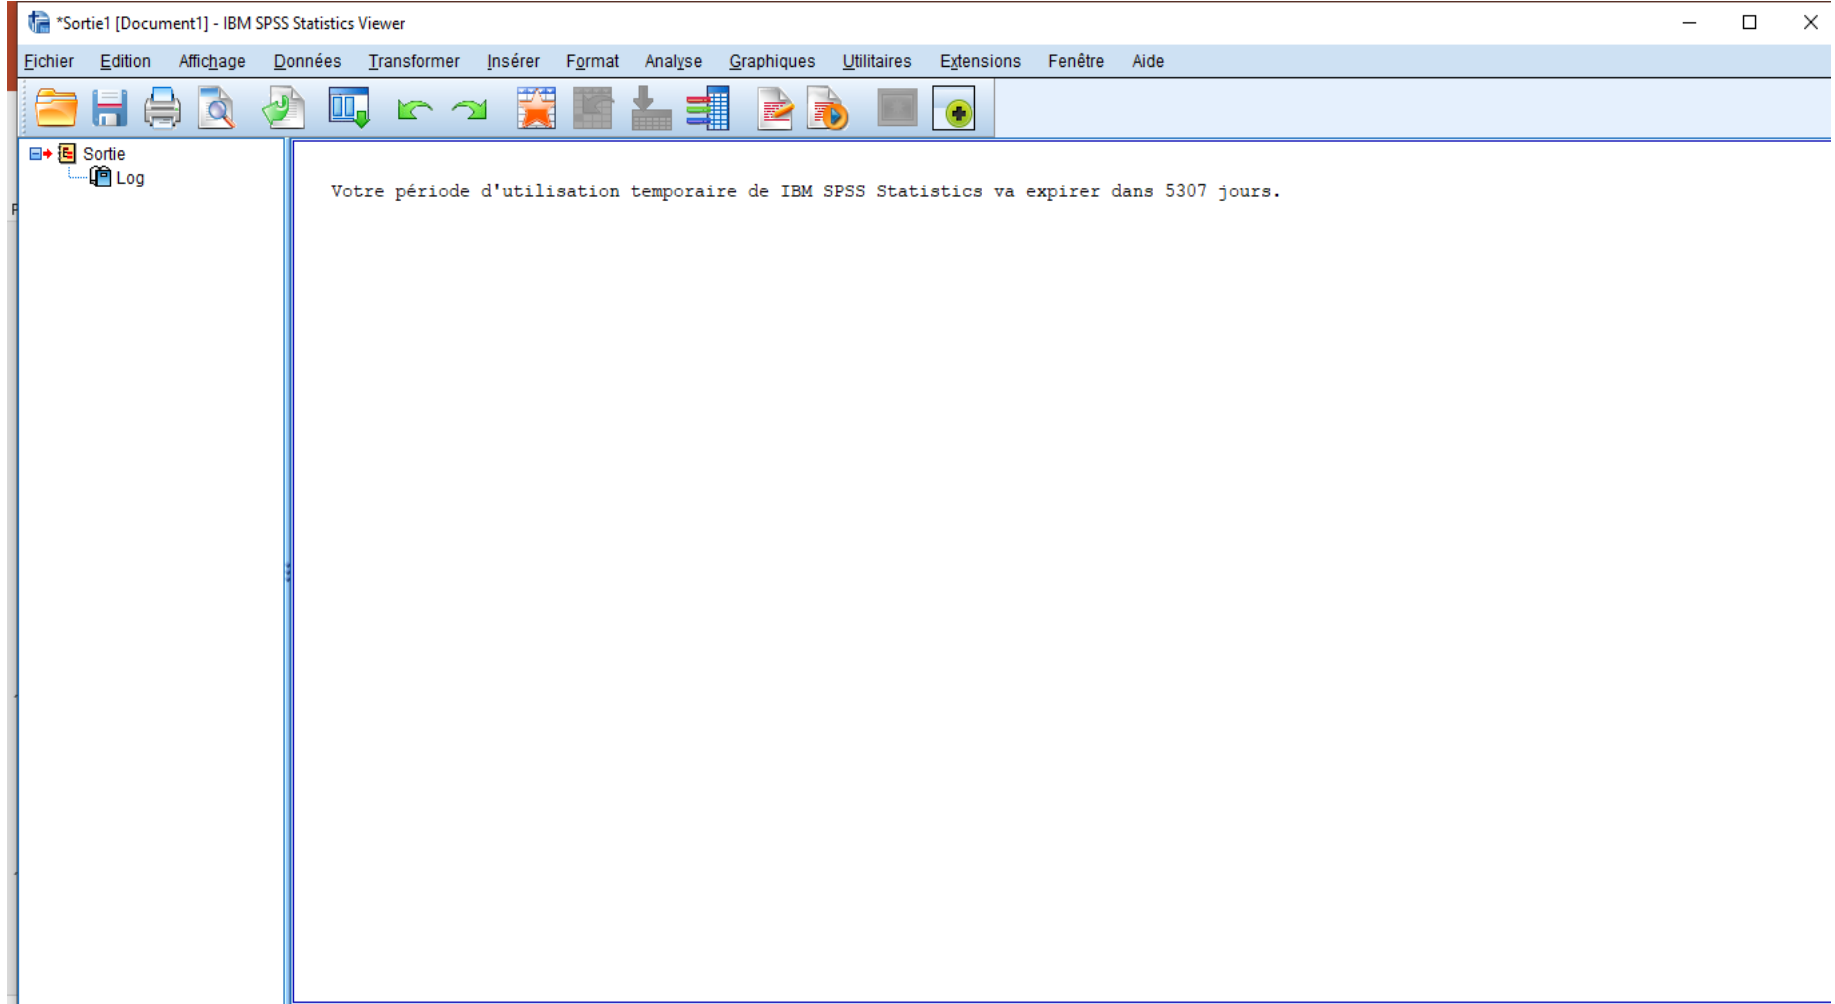 *Sortie1 [Document1] - IBM SPSS Statistics Viewer
Fichier Edition Affichage Données Transformer Insérer Format Analyse Graphiques Utilitaires Extensions Fenêtre Aide
Sortie
Log
Votre période d'utilisation temporaire de IBM SPSS Statistics va expirer dans 5307 jours.